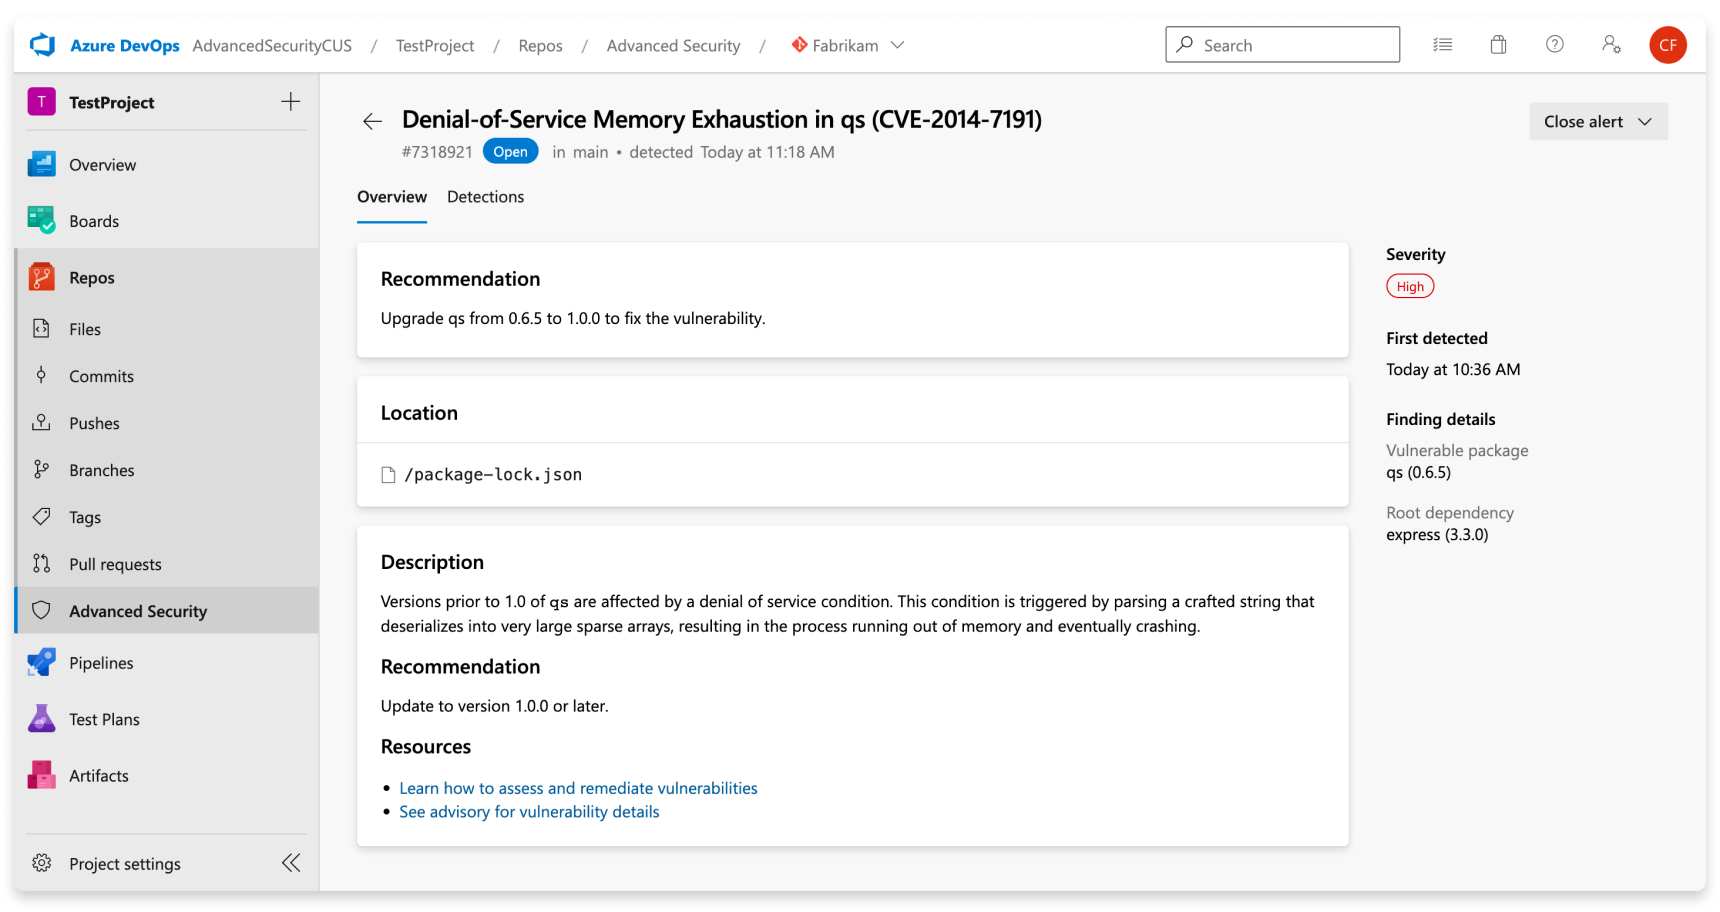 Azure DevOps AdvancedSecurityCUS / TestProject / Repos / Advanced Security / Fabrikam
Search
CF
T TestProject
Overview
Boards
Repos
Files
Commits
Pushes
Branches
Tags
Pull requests
Advanced Security
Pipelines
Test Plans
Artifacts
Project settings
Denial-of-Service Memory Exhaustion in qs (CVE-2014-7191)
#7318921 Open in main • detected Today at 11:18 AM
Close alert
Overview Detections
Recommendation
Upgrade qs from 0.6.5 to 1.0.0 to fix the vulnerability.
Location
/package-lock.json
Description
Versions prior to 1.0 of qs are affected by a denial of service condition. This condition is triggered by parsing a crafted string that
deserializes into very large sparse arrays, resulting in the process running out of memory and eventually crashing.
Recommendation
Update to version 1.0.0 or later.
Resources
• Learn how to assess and remediate vulnerabilities
• See advisory for vulnerability details
Severity
High
First detected
Today at 10:36 AM
Finding details
Vulnerable package
qs (0.6.5)
Root dependency
express (3.3.0)